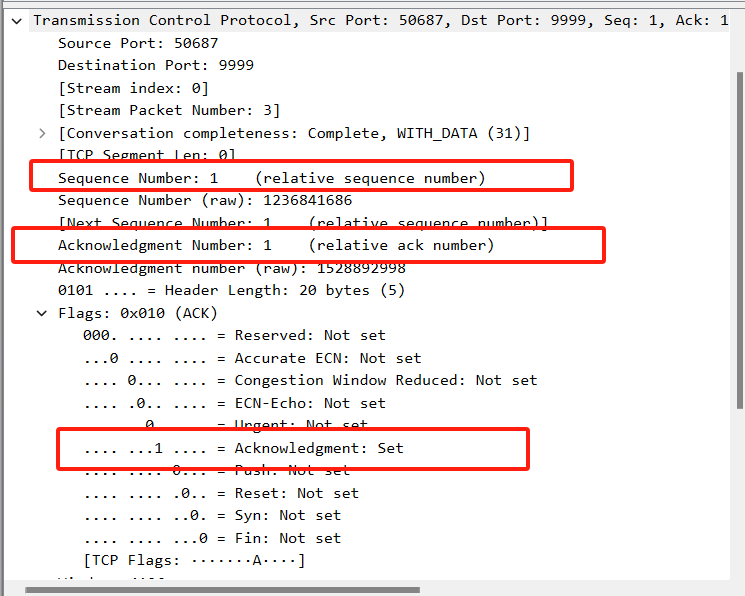 Transmission Control Protocol, Src Port: 50687, Dst Port: 9999, Seq: 1, Ack: 1
Source Port: 50687
Destination Port: 9999
[Stream index: 0]
[Stream Packet Number: 3]
[Conversation completeness: Complete, WITH_DATA (31)]
[TCP Segment Len: 0]
Sequence Number: 1    (relative sequence number)
Sequence Number (raw): 1236841686
[Next Sequence Number: 1    (relative sequence number)]
Acknowledgment Number: 1    (relative ack number)
Acknowledgment number (raw): 1528892998
0101 .... = Header Length: 20 bytes (5)
Flags: 0x010 (ACK)
000. .... .... = Reserved: Not set
...0 .... .... = Accurate ECN: Not set
.... 0... .... = Congestion Window Reduced: Not set
.... .0.. .... = ECN-Echo: Not set
.... ..0. .... = Urgent: Not set
.... ...1 .... = Acknowledgment: Set
.... .... 0... = Push: Not set
.... .... .0.. = Reset: Not set
.... .... ..0. = Syn: Not set
.... .... ...0 = Fin: Not set
[TCP Flags: ·······A····]